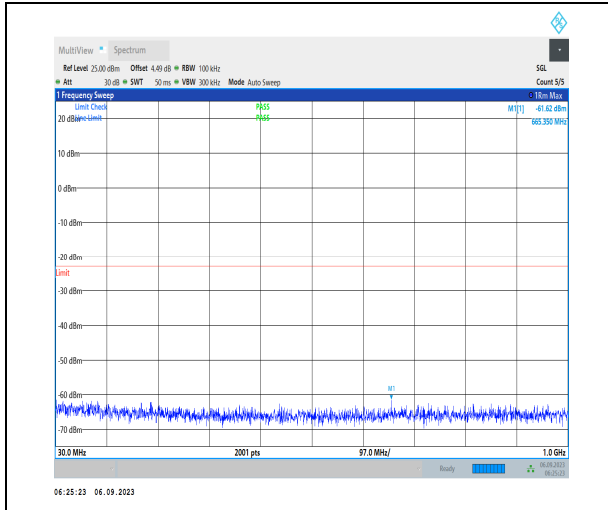 MultiView Spectrum
Ref Level 25.00 dBm Offset 4.49 dB RBW 100 kHz SGL
Att 30 dB SWT 50 ms VBW 300 kHz Mode Auto Sweep Count 5/5
1 Frequency Sweep 1Rm Max
Limit Check PASS M1[1] -61.62 dBm
20 dBm Line Limit PASS 665.350 MHz
10 dBm
0 dBm
-10 dBm
-20 dBm
Limit
-30 dBm
-40 dBm
-50 dBm
M1
-60 dBm
-70 dBm
30.0 MHz 2001 pts 97.0 MHz/ 1.0 GHz
Ready 06.09.2023
06:25:23
06:25:23 06.09.2023